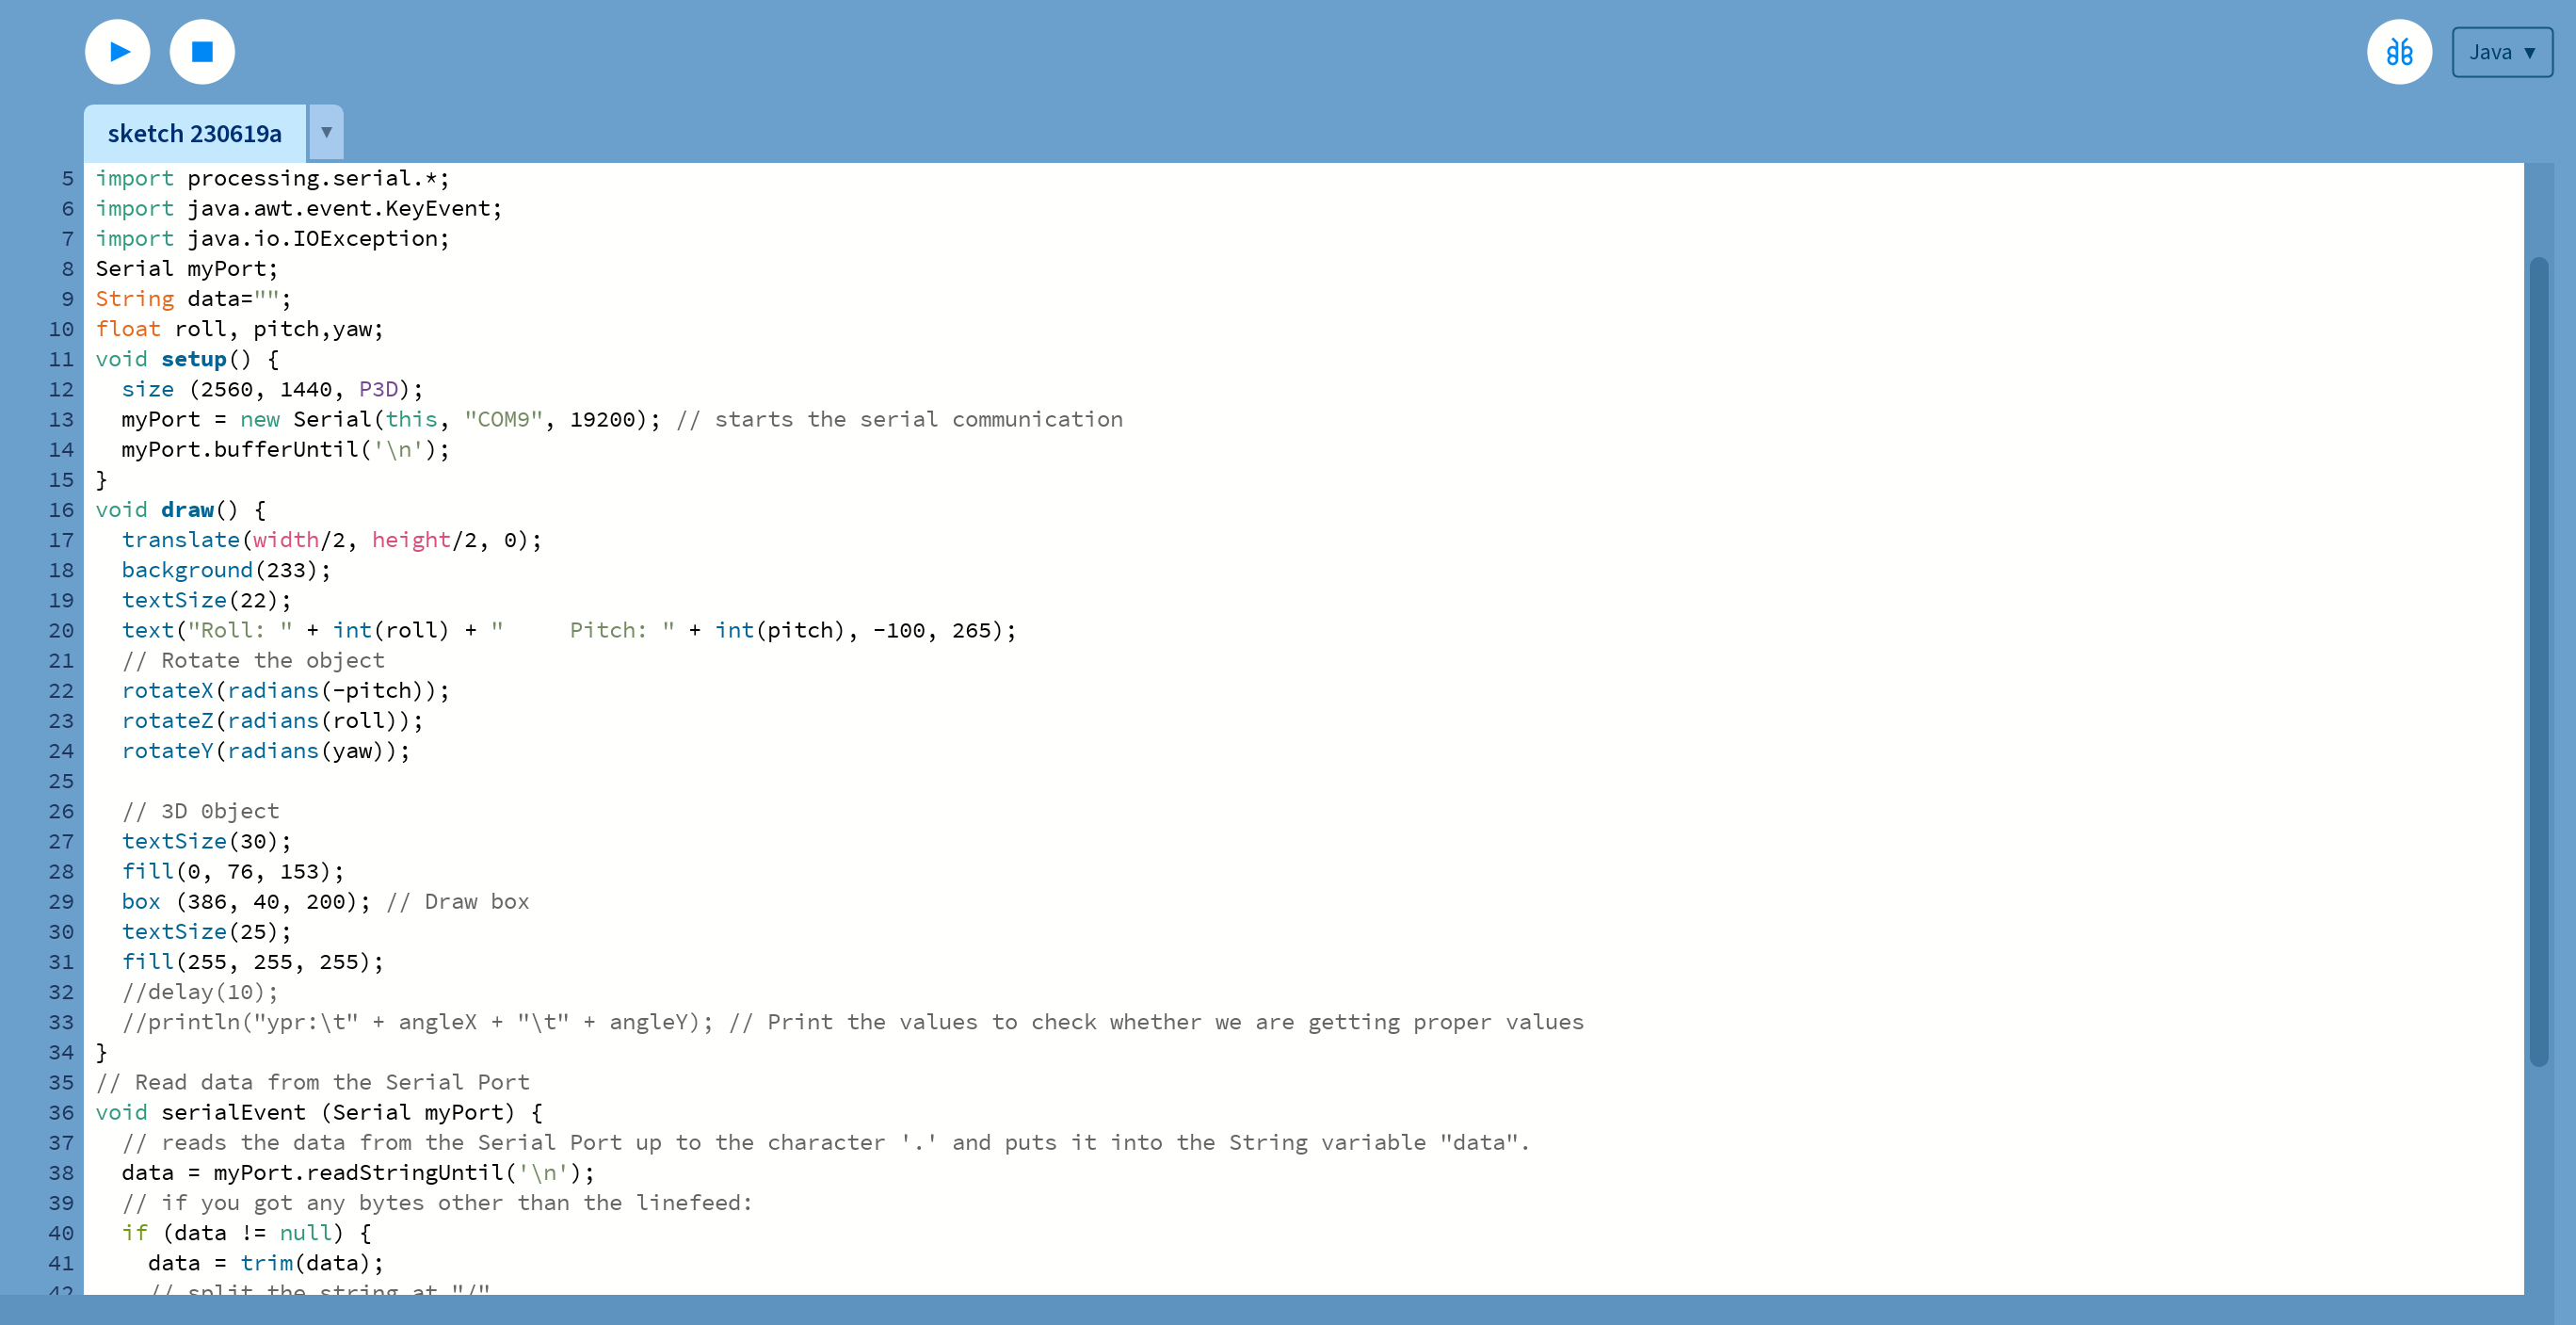 Java ▼
sketch 230619a ▼
5 import processing.serial.*;
6 import java.awt.event.KeyEvent;
7 import java.io.IOException;
8 Serial myPort;
9 String data="";
10 float roll, pitch,yaw;
11 void setup() {
12   size (2560, 1440, P3D);
13   myPort = new Serial(this, "COM9", 19200); // starts the serial communication
14   myPort.bufferUntil('\n');
15 }
16 void draw() {
17   translate(width/2, height/2, 0);
18   background(233);
19   textSize(22);
20   text("Roll: " + int(roll) + "     Pitch: " + int(pitch), -100, 265);
21   // Rotate the object
22   rotateX(radians(-pitch));
23   rotateZ(radians(roll));
24   rotateY(radians(yaw));
25
26   // 3D 0bject
27   textSize(30);
28   fill(0, 76, 153);
29   box (386, 40, 200); // Draw box
30   textSize(25);
31   fill(255, 255, 255);
32   //delay(10);
33   //println("ypr:\t" + angleX + "\t" + angleY); // Print the values to check whether we are getting proper values
34 }
35 // Read data from the Serial Port
36 void serialEvent (Serial myPort) {
37   // reads the data from the Serial Port up to the character '.' and puts it into the String variable "data".
38   data = myPort.readStringUntil('\n');
39   // if you got any bytes other than the linefeed:
40   if (data != null) {
41     data = trim(data);
42     // split the string at "/"